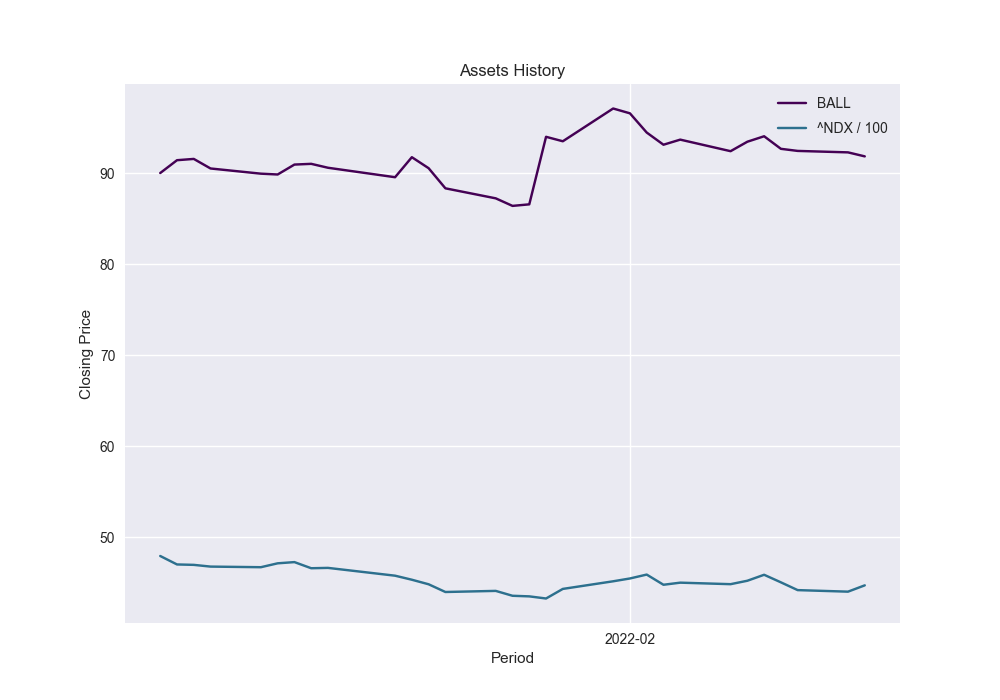 Assets History
BALL
^NDX / 100
90
80
70
60
50
Closing Price
2022-02
Period